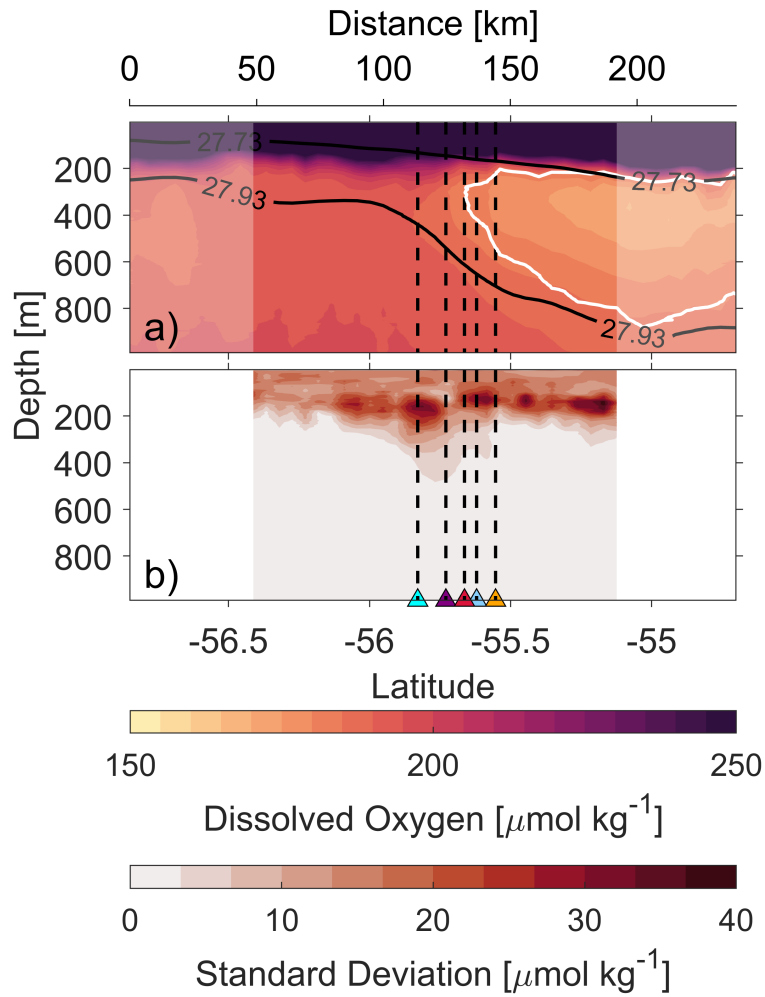 Distance [km]
0 50 100 150 200
27.73
27.73
27.93
27.93
200
400
600
800
a)
Depth [m]
200
400
600
800
b)
-56.5 -56 -55.5 -55
Latitude
150 200 250
Dissolved Oxygen [μmol kg⁻¹]
0 10 20 30 40
Standard Deviation [μmol kg⁻¹]